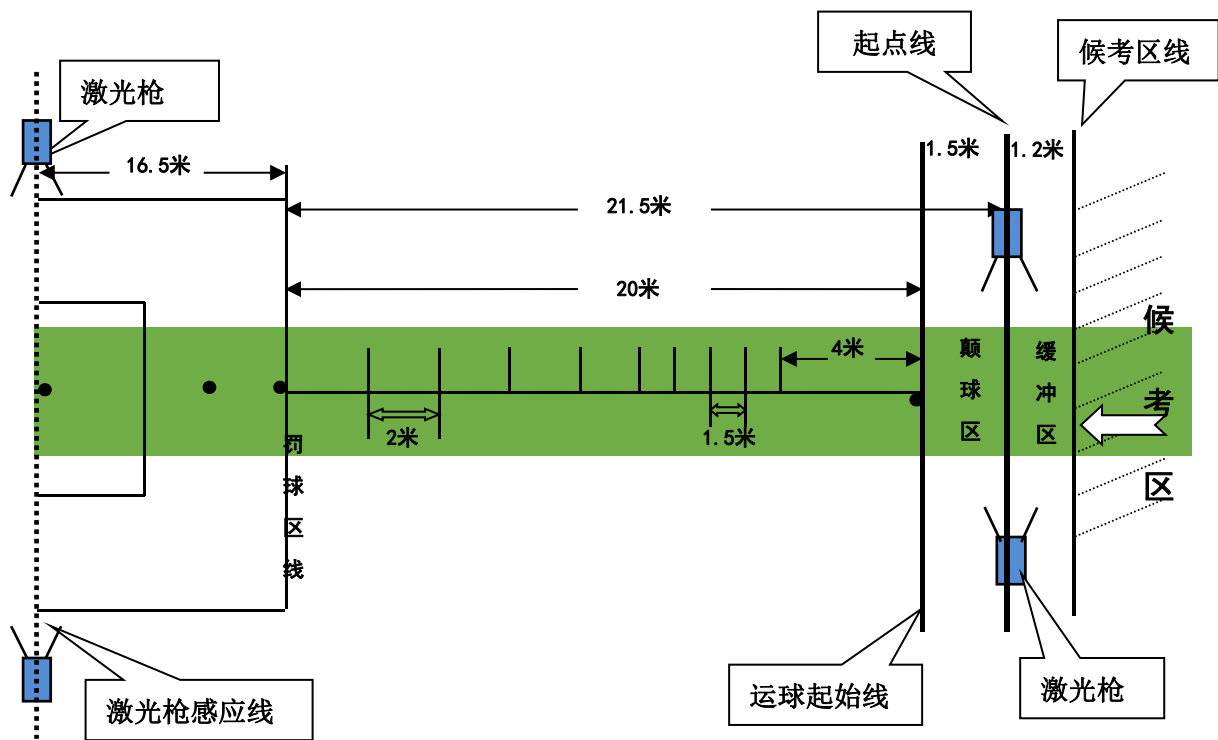 起点线
候考区线
激光枪
1.5米
1.2米
16.5米
21.5米
20米
4米
颠球区
缓冲区
候考区
2米
1.5米
罚球区线
激光枪感应线
运球起始线
激光枪